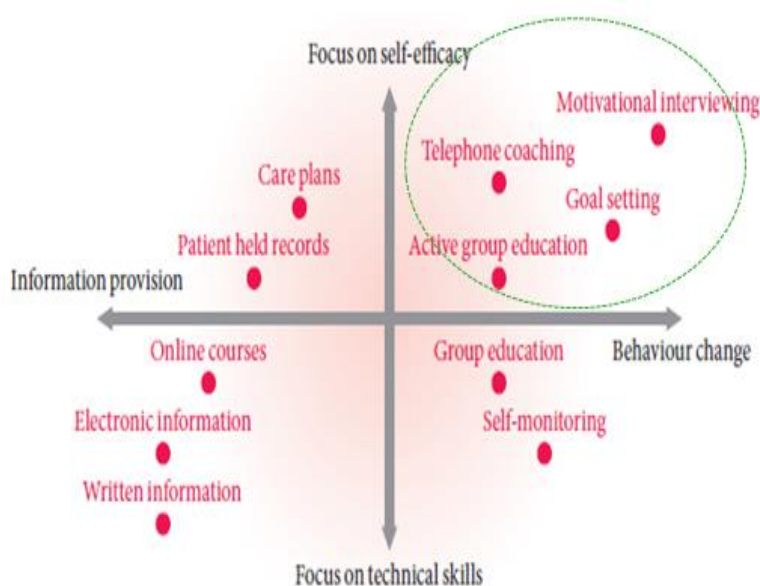 Focus on self-efficacy
Motivational interviewing
Telephone coaching
Care plans
Goal setting
Patient held records
Active group education
Information provision
Online courses
Group education
Behaviour change
Electronic information
Self-monitoring
Written information
Focus on technical skills